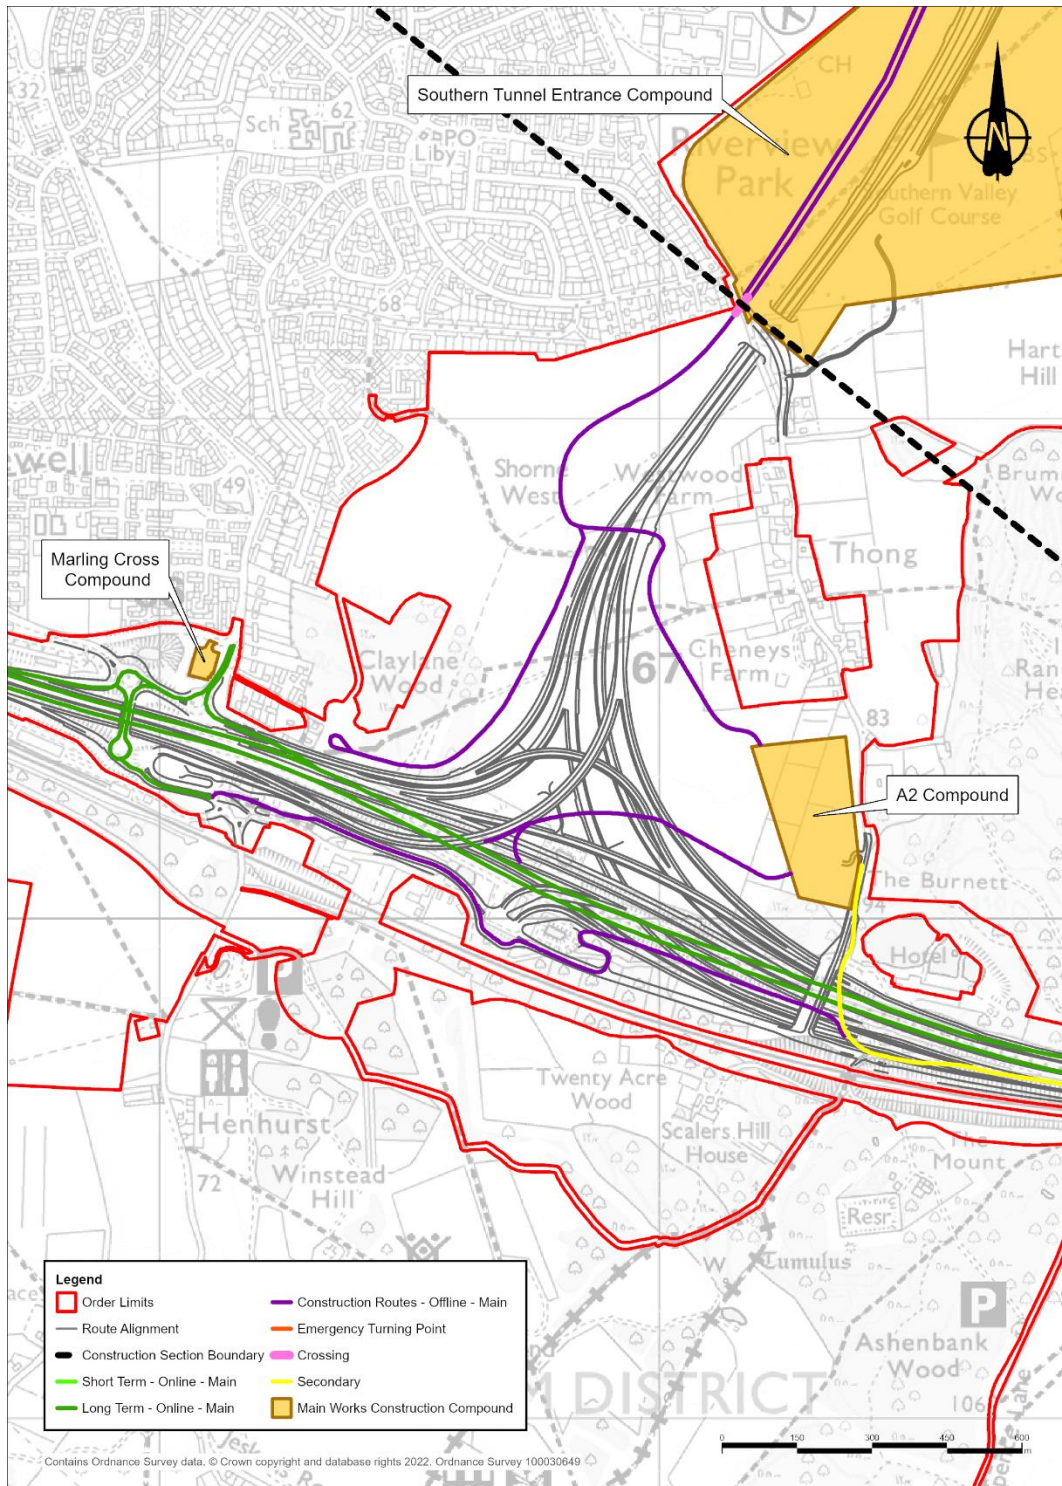 32
Sch
62
PO
Liby
CH
Southern Tunnel Entrance Compound
N
Riverview
Park
Southern Valley
Golf Course
68
Hart
Hill
Shorne
West
Westwood
Farm
49
Thong
Marling Cross
Compound
Claylane
Wood
67
Cheneys
Farm
83
A2 Compound
The Burnett
94
Hotel
P
Twenty Acre
Wood
Henhurst
Scalers Hill
House
The
Mount
72
Winstead
Hill
Resr
W
Tumulus
P
Ashenbank
Wood
106
DISTRICT
Legend
Order Limits
Route Alignment
Construction Section Boundary
Short Term - Online - Main
Long Term - Online - Main
Construction Routes - Offline - Main
Emergency Turning Point
Crossing
Secondary
Main Works Construction Compound
0 150 300 450 600
m
Contains Ordnance Survey data. © Crown copyright and database rights 2022. Ordnance Survey 100030649